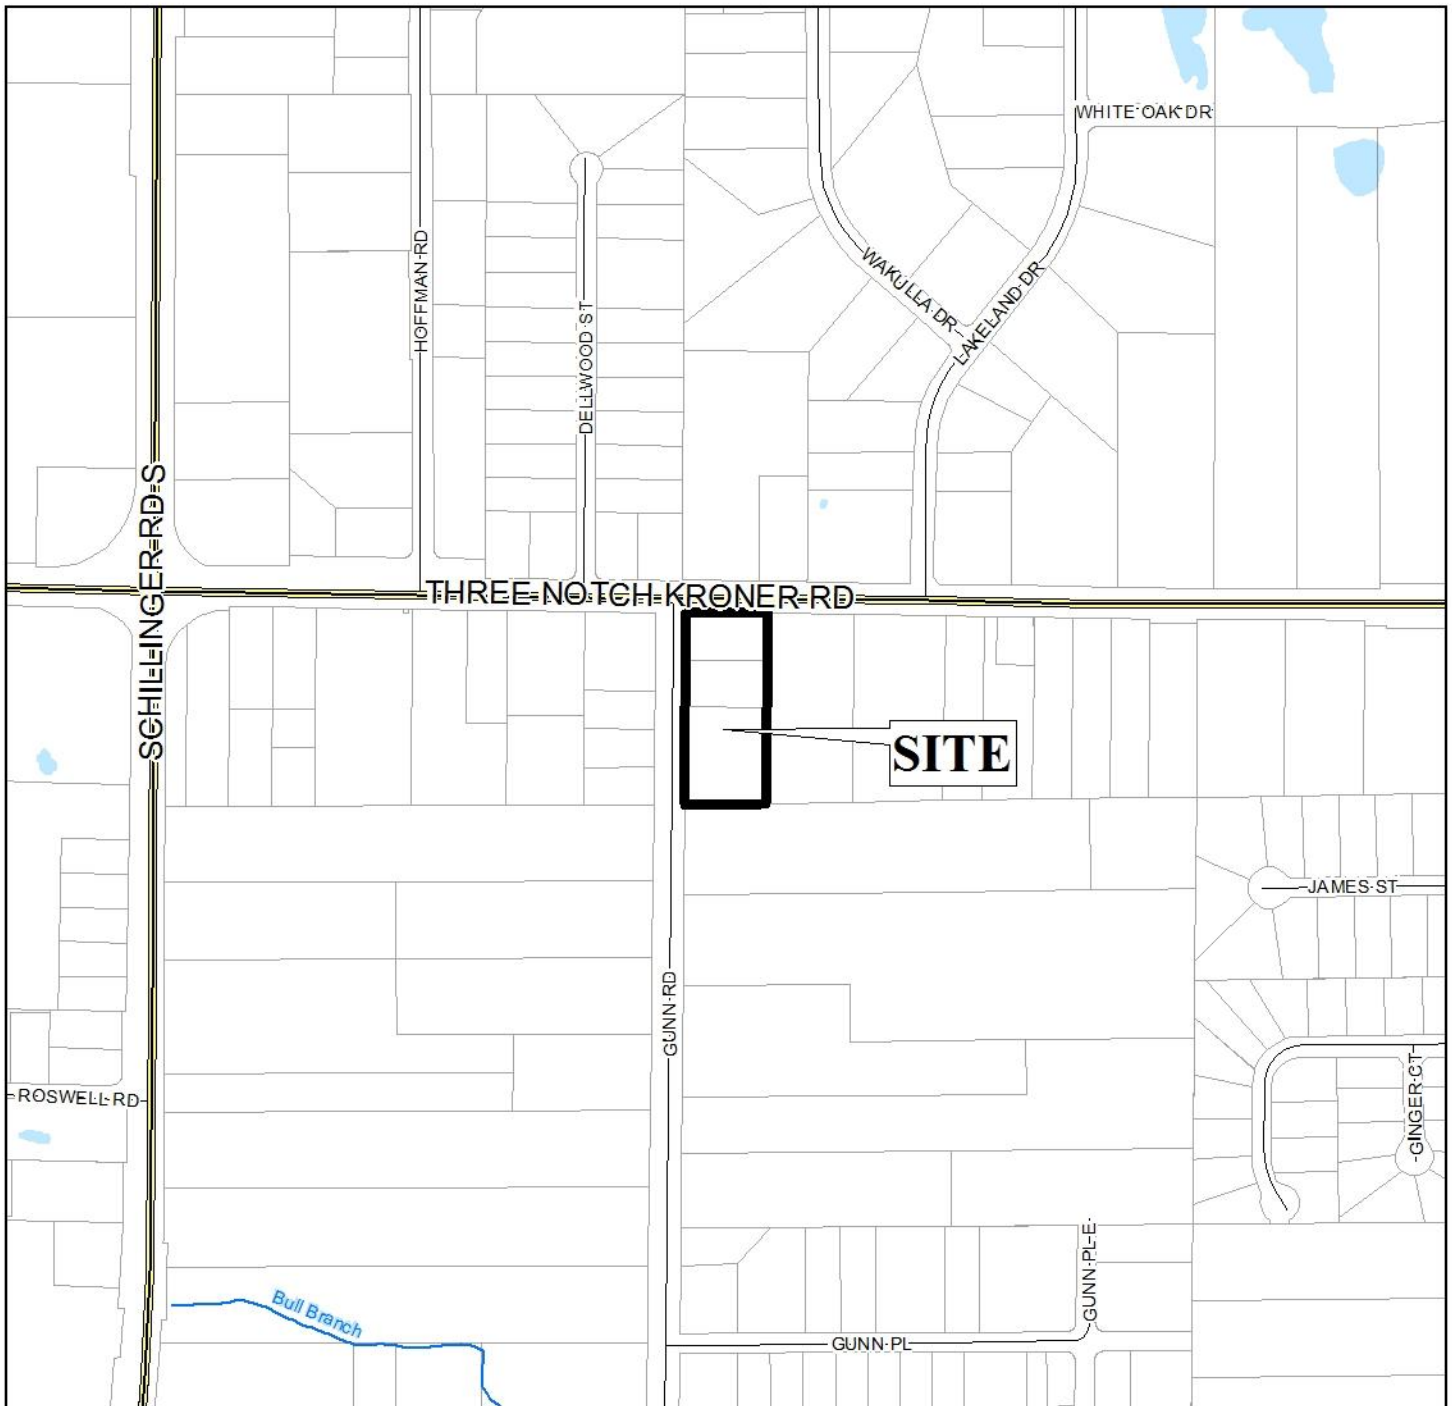 WHITE OAK DR
HOFFMAN RD
WAKULLA DR
LAKELAND DR
DELLWOOD ST
SCHILLINGER RD S
THREE NOTCH KRONER RD
SITE
JAMES ST
GUNN RD
ROSWELL RD
GINGER CT
GUNN PL E
Bull Branch
GUNN PL